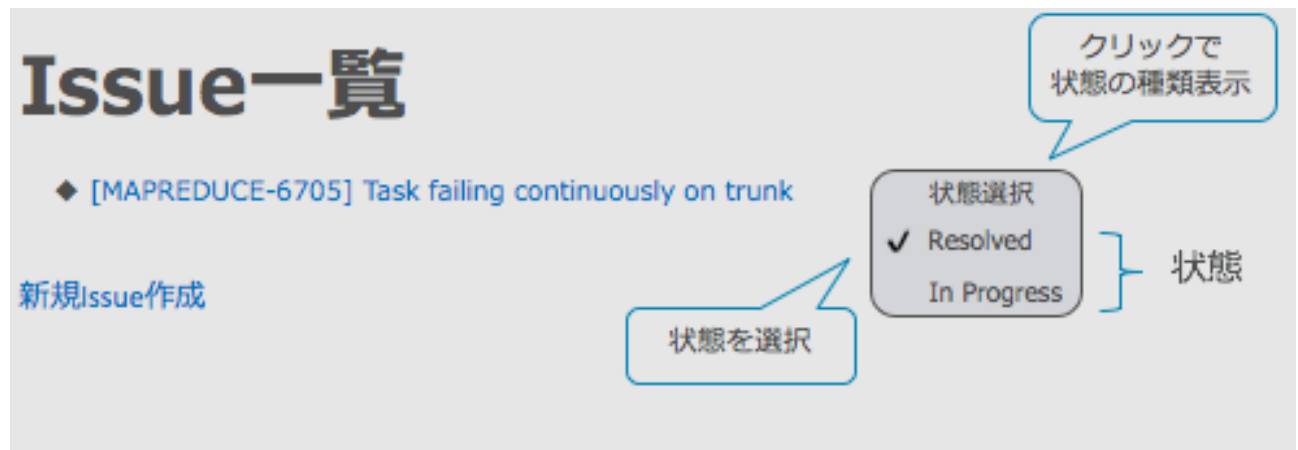 クリックで
状態の種類表示
Issue一覧
◆ [MAPREDUCE-6705] Task failing continuously on trunk
状態選択
✓ Resolved
In Progress
状態
新規Issue作成
状態を選択